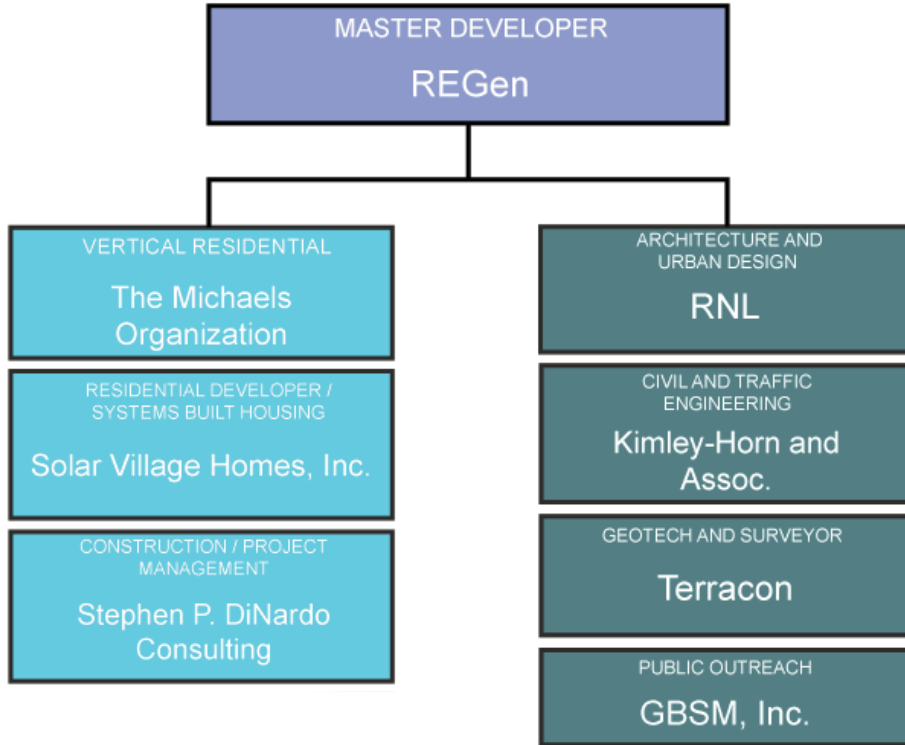 MASTER DEVELOPER
REGen
VERTICAL RESIDENTIAL
The Michaels
Organization
RESIDENTIAL DEVELOPER /
SYSTEMS BUILT HOUSING
Solar Village Homes, Inc.
CONSTRUCTION / PROJECT
MANAGEMENT
Stephen P. DiNardo
Consulting
ARCHITECTURE AND
URBAN DESIGN
RNL
CIVIL AND TRAFFIC
ENGINEERING
Kimley-Horn and
Assoc.
GEOTECH AND SURVEYOR
Terracon
PUBLIC OUTREACH
GBSM, Inc.